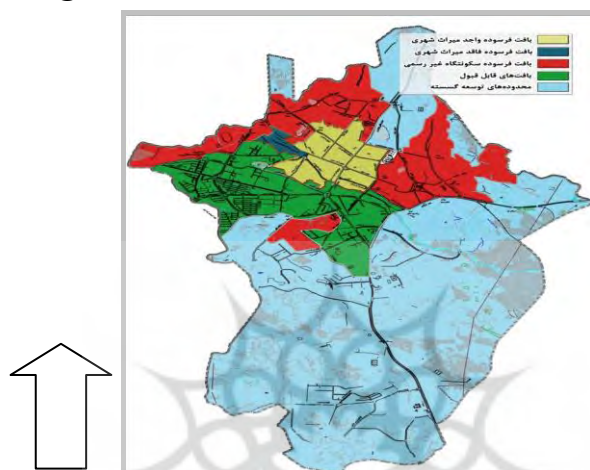 بافت فرسوده واجد میراث شهری
بافت فرسوده فاقد میراث شهری
بافت فرسوده سکونتگاه غیر رسمی
بافت‌های قابل قبول
محدوده‌های توسعه گسسته